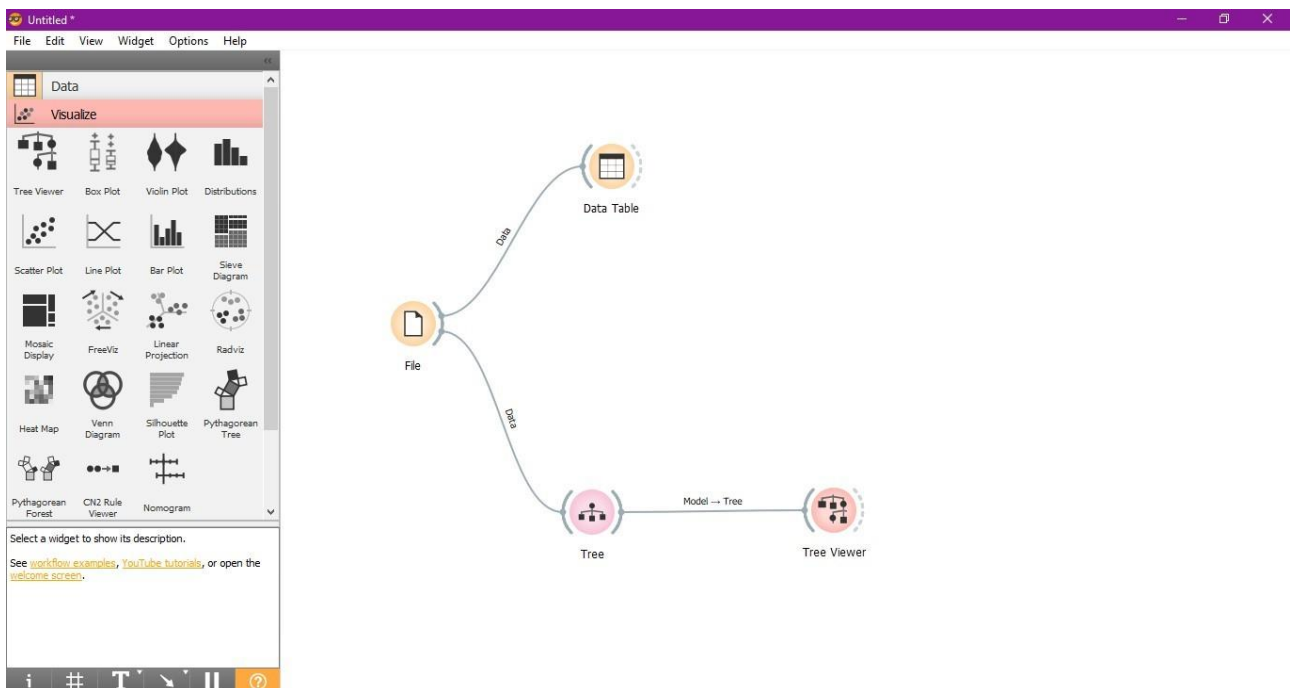 Untitled *
File Edit View Widget Options Help
Data
Visualize
Tree Viewer Box Plot Violin Plot Distributions
Scatter Plot Line Plot Bar Plot Sieve
Diagram
Mosaic
Display FreeViz Linear
Projection Radviz
Heat Map Venn
Diagram Silhouette
Plot Pythagorean
Tree
Pythagorean
Forest CN2 Rule
Viewer Nomogram
Select a widget to show its description.
See workflow examples, YouTube tutorials, or open the
welcome screen.
Data Table
Data
File
Data
Tree
Model → Tree
Tree Viewer